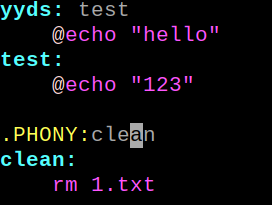 yyds: test
    @echo "hello"
test:
    @echo "123"

.PHONY:clean
clean:
    rm 1.txt